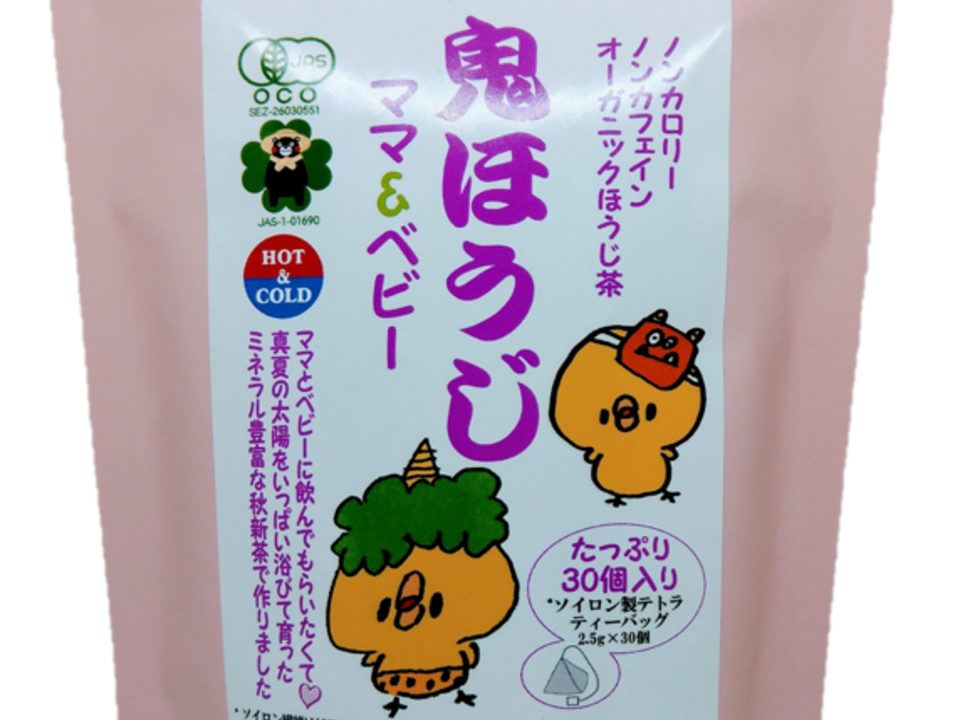 ノンカロリー
ノンカフェイン
オーガニックほうじ茶
鬼ほうじ
ママ&ベビー
JAS
OCO
SEZ-26030551
JAS-1-01690
HOT
&
COLD
ママとベビーに飲んでもらいたくて♡
真夏の太陽をいっぱい浴びて育った
ミネラル豊富な秋新茶で作りました
たっぷり
30個入り
*ソイロン製テトラ
ティーバッグ
2.5g×30個